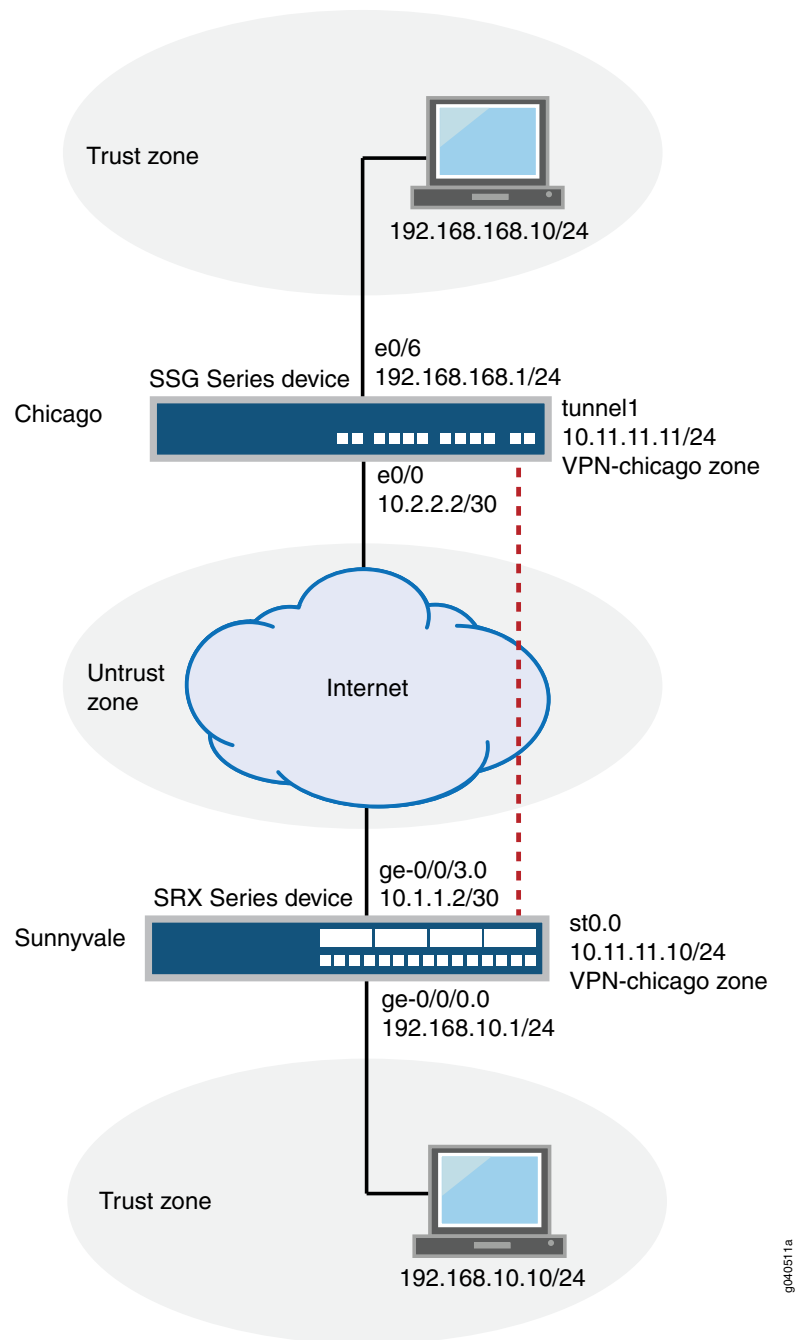 Trust zone
192.168.168.10/24
e0/6
SSG Series device 192.168.168.1/24
Chicago
tunnel1
10.11.11.11/24
VPN-chicago zone
e0/0
10.2.2.2/30
Untrust
zone
Internet
ge-0/0/3.0
SRX Series device 10.1.1.2/30
Sunnyvale
st0.0
10.11.11.10/24
VPN-chicago zone
ge-0/0/0.0
192.168.10.1/24
Trust zone
192.168.10.10/24
g040511a